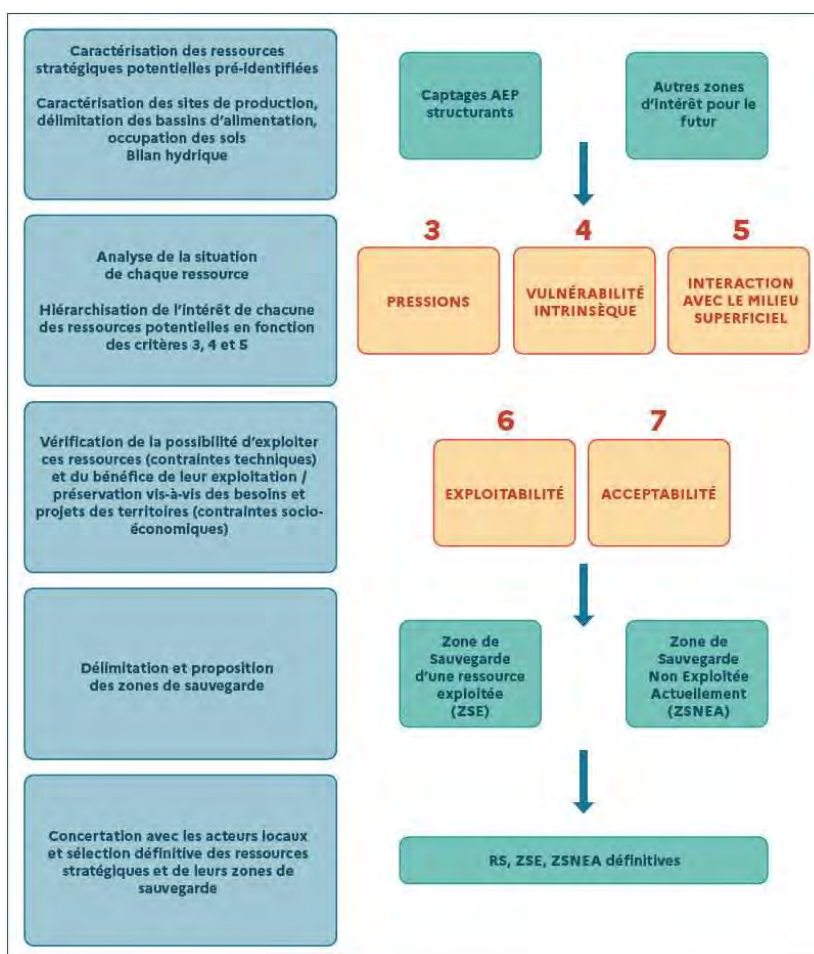 Caractérisation des ressources
stratégiques potentielles pré-identifiées
Caractérisation des sites de production,
délimitation des bassins d'alimentation,
occupation des sols
Bilan hydrique
Captages AEP
structurants
Autres zones
d'intérêt pour le
futur
Analyse de la situation
de chaque ressource
Hiérarchisation de l'intérêt de chacune
des ressources potentielles en fonction
des critères 3, 4 et 5
3
PRESSIONS
4
VULNÉRABILITÉ
INTRINSÈQUE
5
INTERACTION
AVEC LE MILIEU
SUPERFICIEL
Vérification de la possibilité d'exploiter
ces ressources (contraintes techniques)
et du bénéfice de leur exploitation /
préservation vis-à-vis des besoins et
projets des territoires (contraintes socio-
économiques)
6
EXPLOITABILITÉ
7
ACCEPTABILITÉ
Délimitation et proposition
des zones de sauvegarde
Zone de
Sauvegarde
d'une ressource
exploitée
(ZSE)
Zone de
Sauvegarde
Non Exploitée
Actuellement
(ZSNEA)
Concertation avec les acteurs locaux
et sélection définitive des ressources
stratégiques et de leurs zones de
sauvegarde
RS, ZSE, ZSNEA définitives